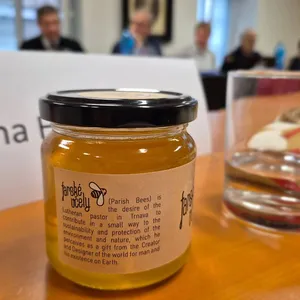 farské
včely
(Parish Bees) is
the desire of the
Lutheran pastor in Trnava to
contribute in a small way to the
sustainability and protection of the
environment and nature, which he
perceives as a gift from the Creator
and Designer of the world for man and
his existence on Earth.
na